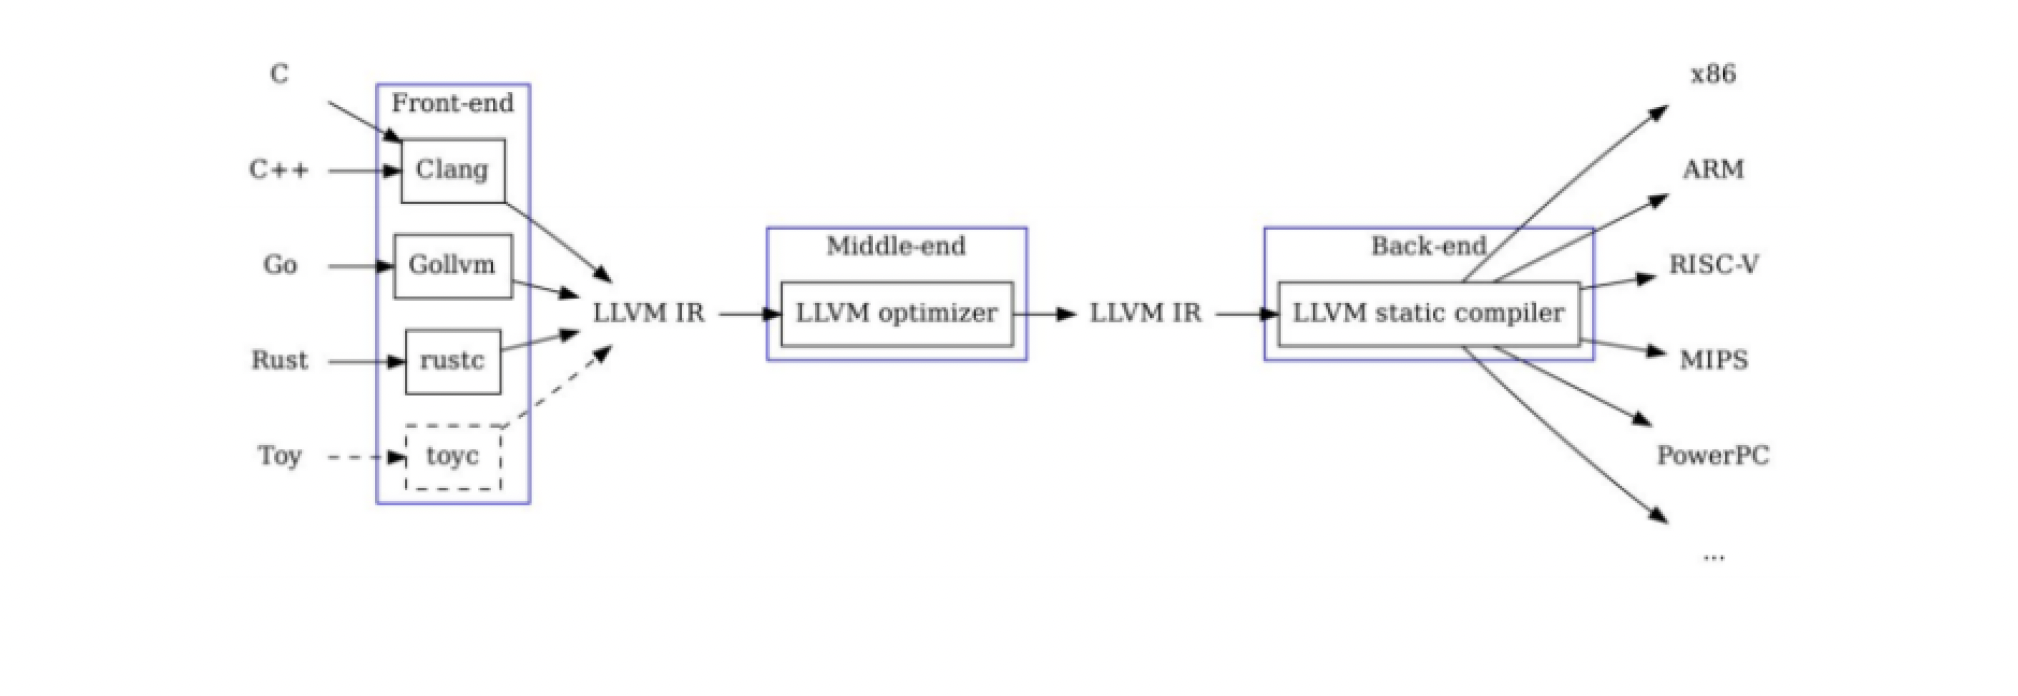 C
C++
Go
Rust
Toy
Front-end
Clang
Gollvm
rustc
toyc
LLVM IR
Middle-end
LLVM optimizer
LLVM IR
Back-end
LLVM static compiler
x86
ARM
RISC-V
MIPS
PowerPC
...